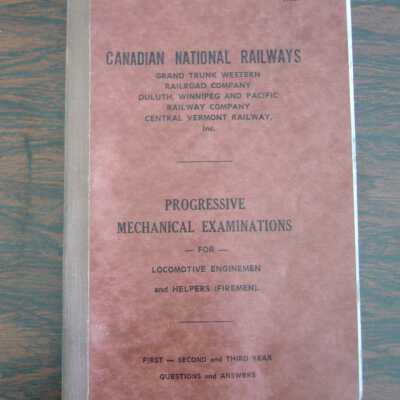 CANADIAN NATIONAL RAILWAYS
GRAND TRUNK WESTERN
RAILROAD COMPANY
DULUTH, WINNIPEG AND PACIFIC
RAILWAY COMPANY
CENTRAL VERMONT RAILWAY,
Inc.
PROGRESSIVE
MECHANICAL EXAMINATIONS
— FOR —
LOCOMOTIVE ENGINEMEN
and HELPERS (FIREMEN).
FIRST — SECOND and THIRD YEAR
QUESTIONS and ANSWERS